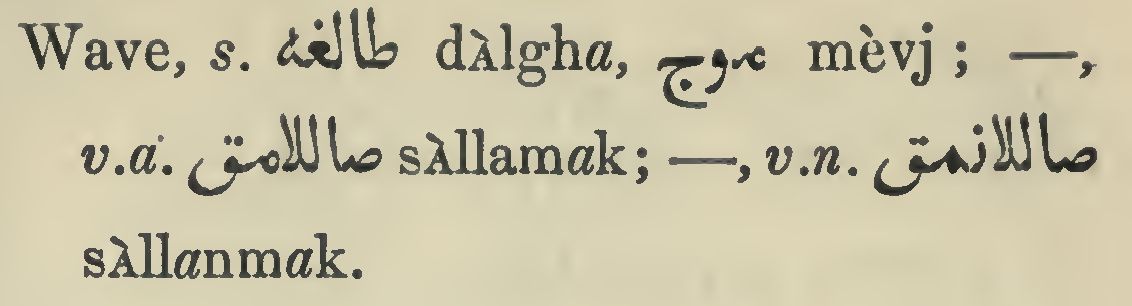 Wave, s. طالغه dàlgha, موج mèvj; —,
v.a. صاللامق sàllamak; —, v.n. صاللانمق
sàllanmak.